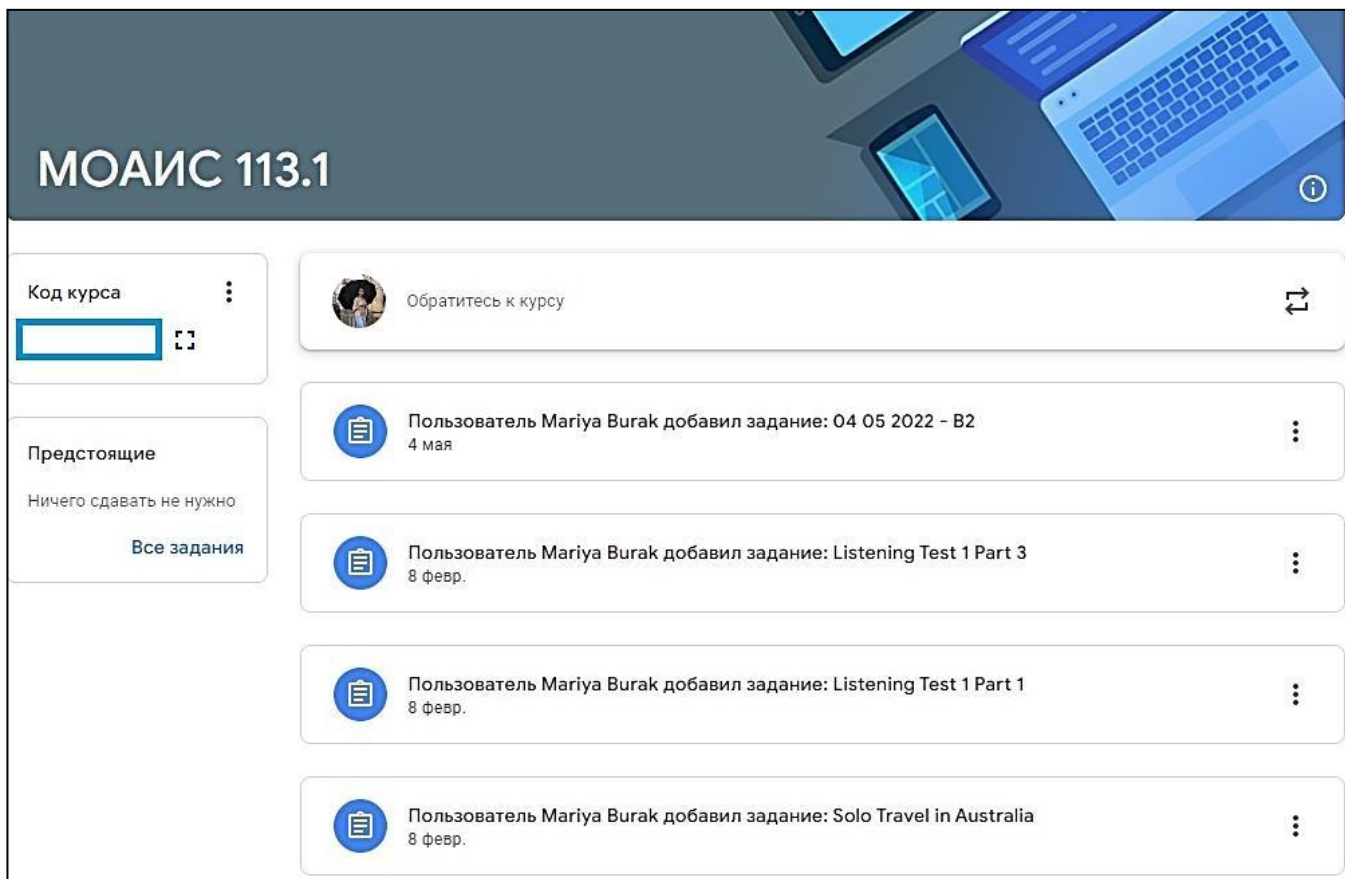 МОАИС 113.1
Код курса
Предстоящие
Ничего сдавать не нужно
Все задания
Обратитесь к курсу
Пользователь Mariya Burak добавил задание: 04 05 2022 - B2
4 мая
Пользователь Mariya Burak добавил задание: Listening Test 1 Part 3
8 февр.
Пользователь Mariya Burak добавил задание: Listening Test 1 Part 1
8 февр.
Пользователь Mariya Burak добавил задание: Solo Travel in Australia
8 февр.